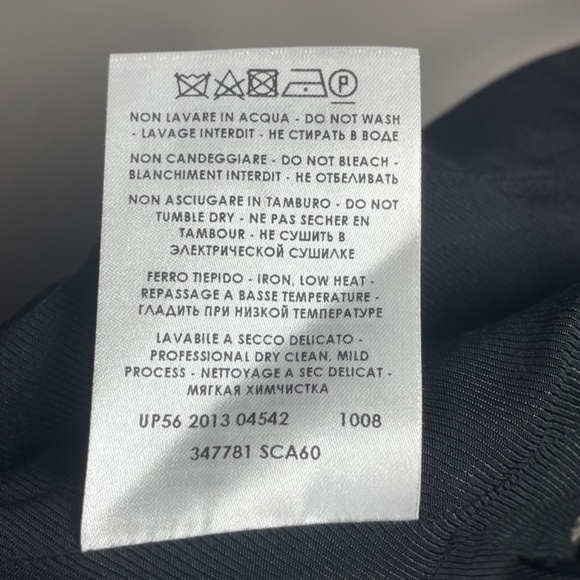 P
NON LAVARE IN ACQUA - DO NOT WASH
- LAVAGE INTERDIT - НЕ СТИРАТЬ В ВОДЕ
NON CANDEGGIARE - DO NOT BLEACH -
BLANCHIMENT INTERDIT - НЕ ОТБЕЛИВАТЬ
NON ASCIUGARE IN TAMBURO - DO NOT
TUMBLE DRY - NE PAS SECHER EN
TAMBOUR - НЕ СУШИТЬ В
ЭЛЕКТРИЧЕСКОЙ СУШИЛКЕ
FERRO TIEPIDO - IRON, LOW HEAT -
REPASSAGE A BASSE TEMPERATURE -
ГЛАДИТЬ ПРИ НИЗКОЙ ТЕМПЕРАТУРЕ
LAVABILE A SECCO DELICATO -
PROFESSIONAL DRY CLEAN, MILD
PROCESS - NETTOYAGE A SEC DELICAT -
МЯГКАЯ ХИМЧИСТКА
UP56 2013 04542 1008
347781 SCA60